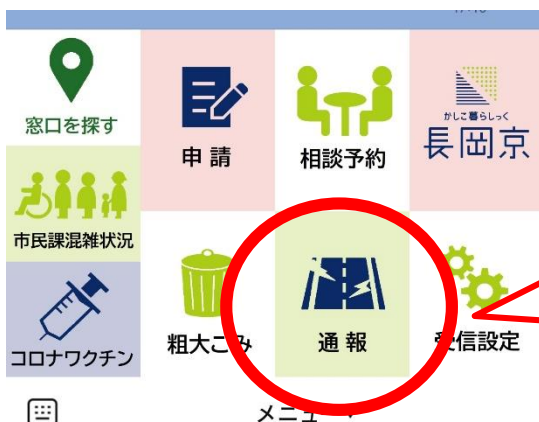 窓口を探す
申請
相談予約
かしこ暮らしっく
長岡京
市民課混雑状況
コロナワクチン
粗大ごみ
通報
受信設定
メニュー